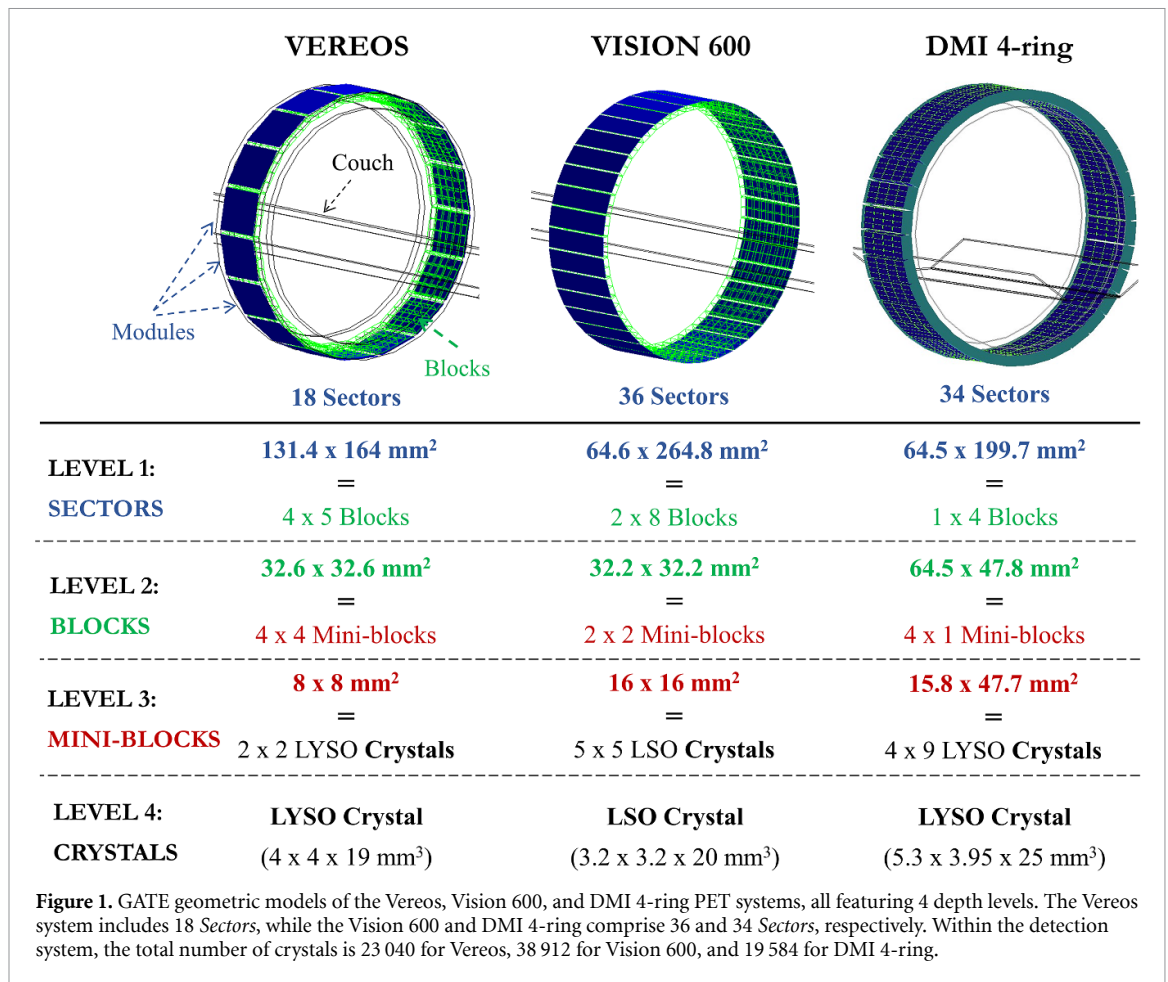 VEREOS VISION 600 DMI 4-ring
Couch
Modules
Blocks
18 Sectors 36 Sectors 34 Sectors
LEVEL 1:
SECTORS
131.4 x 164 mm² 64.6 x 264.8 mm² 64.5 x 199.7 mm²
= = =
4 x 5 Blocks 2 x 8 Blocks 1 x 4 Blocks
LEVEL 2:
BLOCKS
32.6 x 32.6 mm² 32.2 x 32.2 mm² 64.5 x 47.8 mm²
= = =
4 x 4 Mini-blocks 2 x 2 Mini-blocks 4 x 1 Mini-blocks
LEVEL 3:
MINI-BLOCKS
8 x 8 mm² 16 x 16 mm² 15.8 x 47.7 mm²
= = =
2 x 2 LYSO Crystals 5 x 5 LSO Crystals 4 x 9 LYSO Crystals
LEVEL 4:
CRYSTALS
LYSO Crystal LSO Crystal LYSO Crystal
(4 x 4 x 19 mm³) (3.2 x 3.2 x 20 mm³) (5.3 x 3.95 x 25 mm³)
Figure 1. GATE geometric models of the Vereos, Vision 600, and DMI 4-ring PET systems, all featuring 4 depth levels. The Vereos
system includes 18 Sectors, while the Vision 600 and DMI 4-ring comprise 36 and 34 Sectors, respectively. Within the detection
system, the total number of crystals is 23 040 for Vereos, 38 912 for Vision 600, and 19 584 for DMI 4-ring.